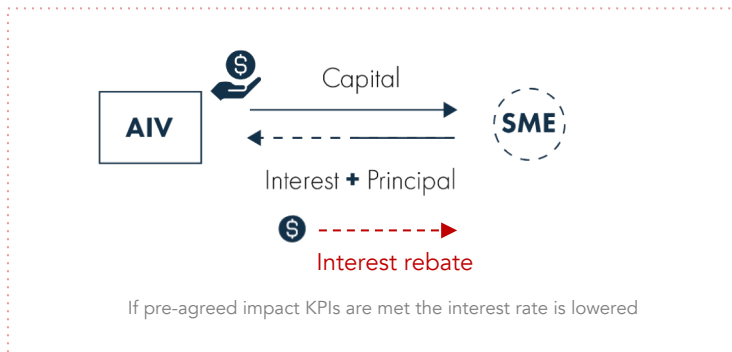 $
Capital
AIV
SME
Interest + Principal
$
Interest rebate
If pre-agreed impact KPIs are met the interest rate is lowered